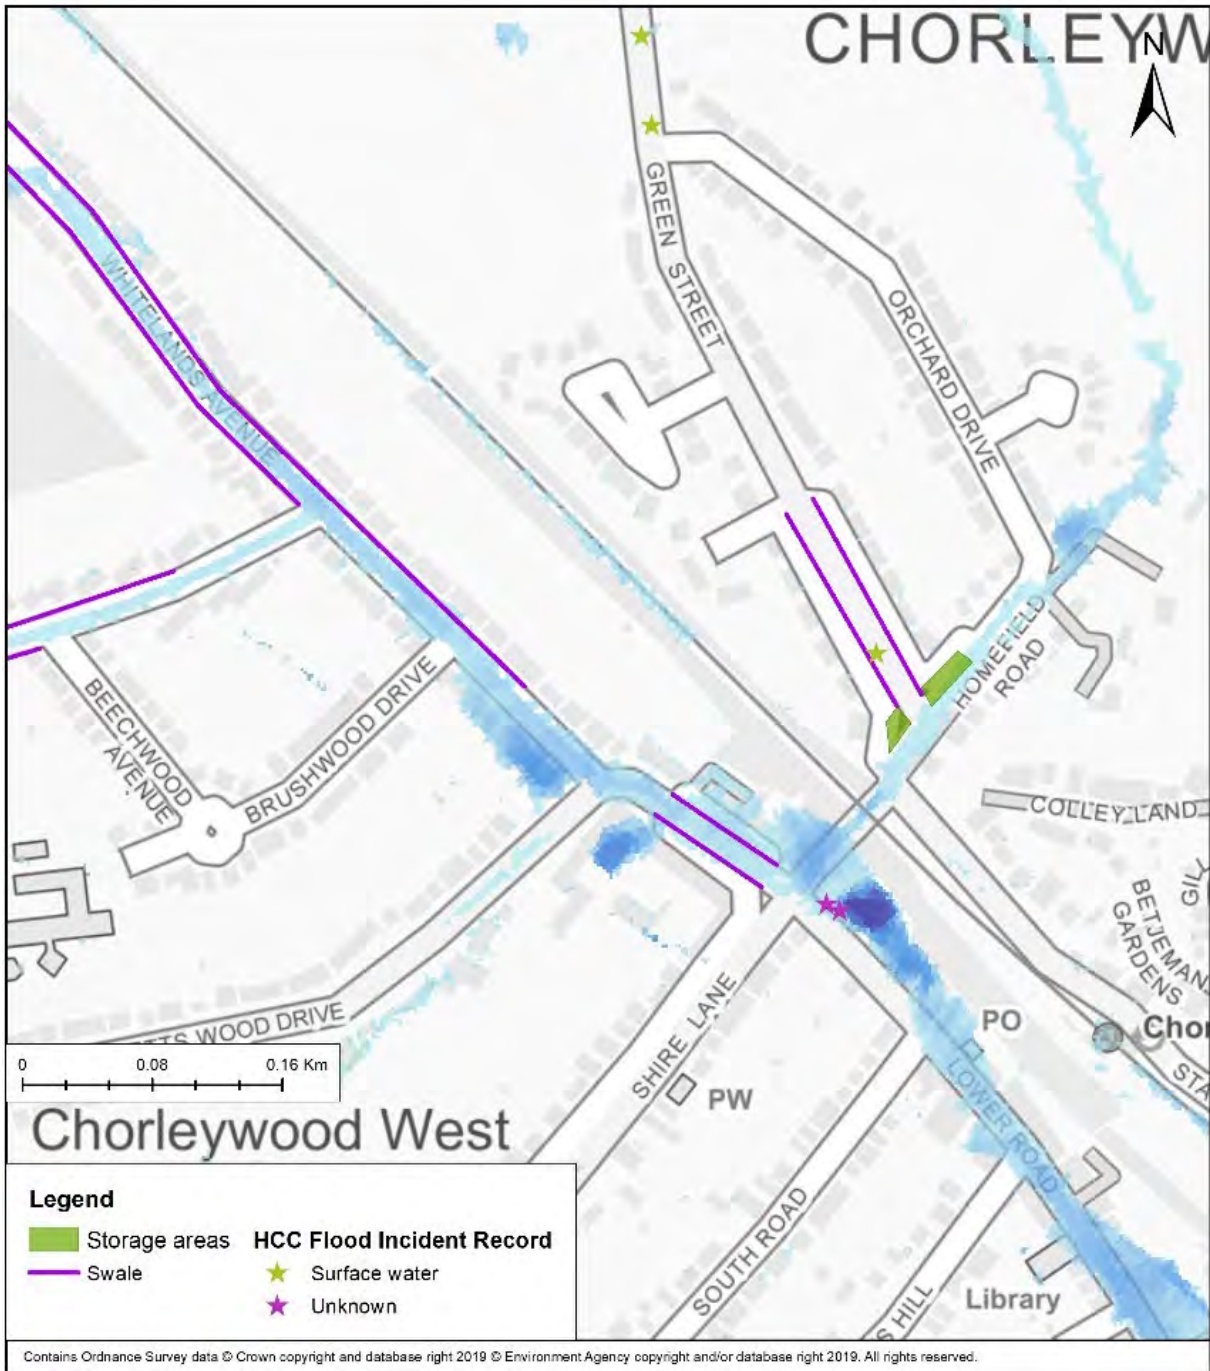 CHORLEYW
N
GREEN STREET
ORCHARD DRIVE
WHITELANDS AVENUE
HOMEFIELD
ROAD
BEECHWOOD
AVENUE
BRUSHWOOD DRIVE
COLLEY LAND
GIL
BETJEMAN
GARDENS
SHIRE LANE
TTS WOOD DRIVE
PO
Chor
STA
LOWER ROAD
PW
0 0.08 0.16 Km
Chorleywood West
SOUTH ROAD
S HILL
Library
Legend
Storage areas HCC Flood Incident Record
Swale Surface water
Unknown
Contains Ordnance Survey data © Crown copyright and database right 2019 © Environment Agency copyright and/or database right 2019. All rights reserved.